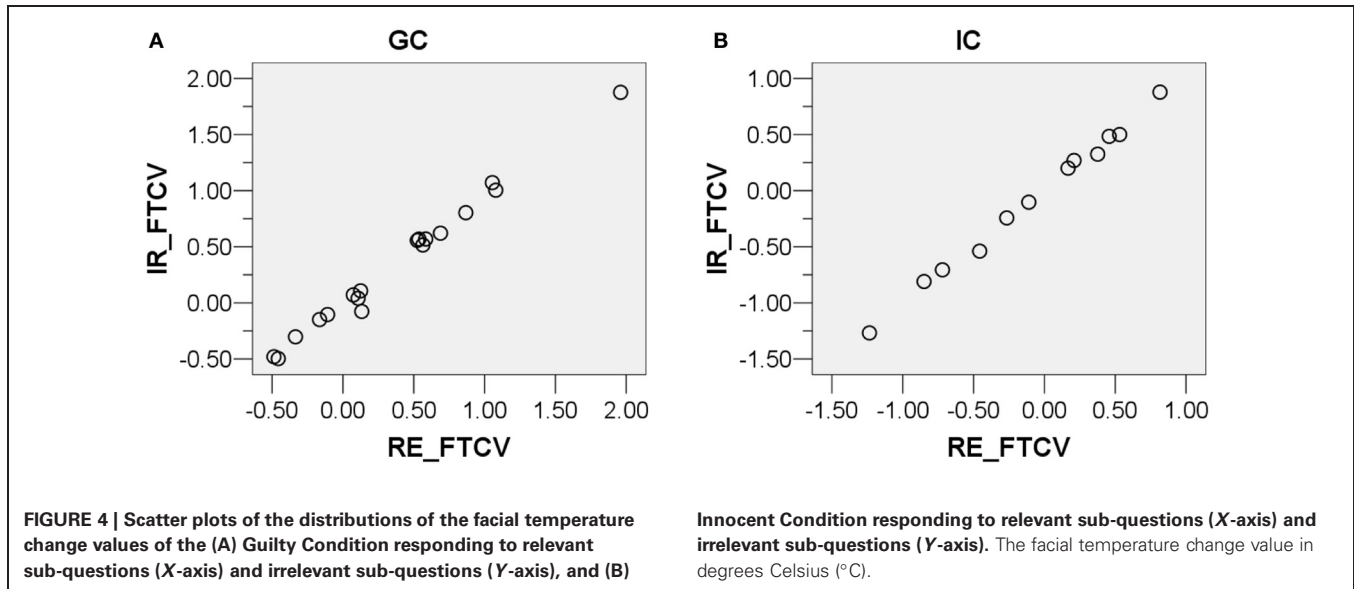 A
GC
2.00
1.50
1.00
0.50
0.00
-0.50
IR_FTCV
-0.50 0.00 0.50 1.00 1.50 2.00
RE_FTCV
B
IC
1.00
0.50
0.00
-0.50
-1.00
-1.50
IR_FTCV
-1.50 -1.00 -0.50 0.00 0.50 1.00
RE_FTCV
FIGURE 4 | Scatter plots of the distributions of the facial temperature
change values of the (A) Guilty Condition responding to relevant
sub-questions (X-axis) and irrelevant sub-questions (Y-axis), and (B)
Innocent Condition responding to relevant sub-questions (X-axis) and
irrelevant sub-questions (Y-axis). The facial temperature change value in
degrees Celsius (°C).